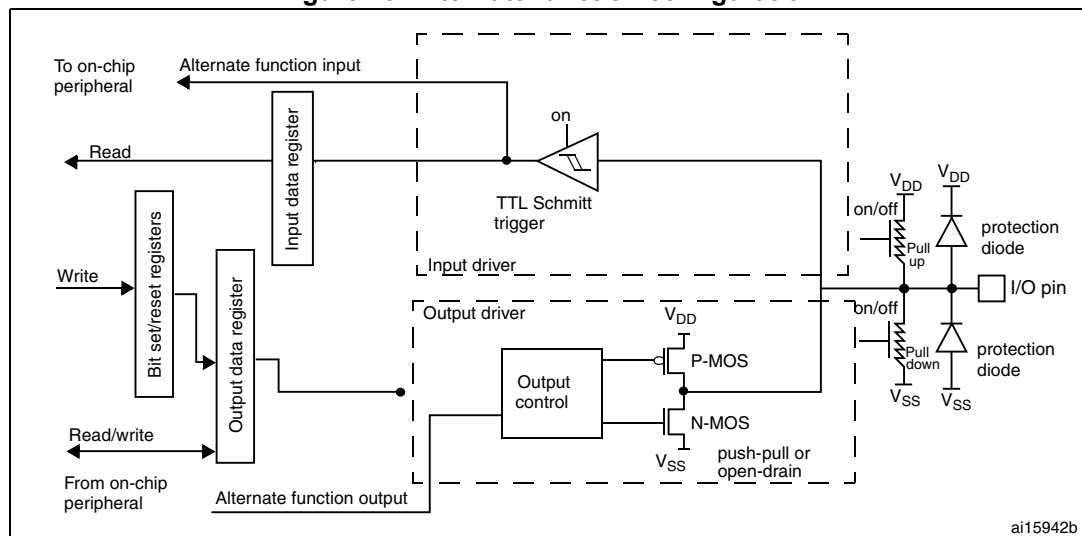 To on-chip
peripheral
Alternate function input
on
Read
Input data register
TTL Schmitt
trigger
Input driver
Write
Bit set/reset registers
Output data register
Read/write
From on-chip
peripheral
Alternate function output
Output driver
Output
control
VDD
P-MOS
N-MOS
VSS
push-pull or
open-drain
VDD
on/off
Pull
up
VDD
protection
diode
I/O pin
on/off
Pull
down
VSS
protection
diode
VSS
ai15942b